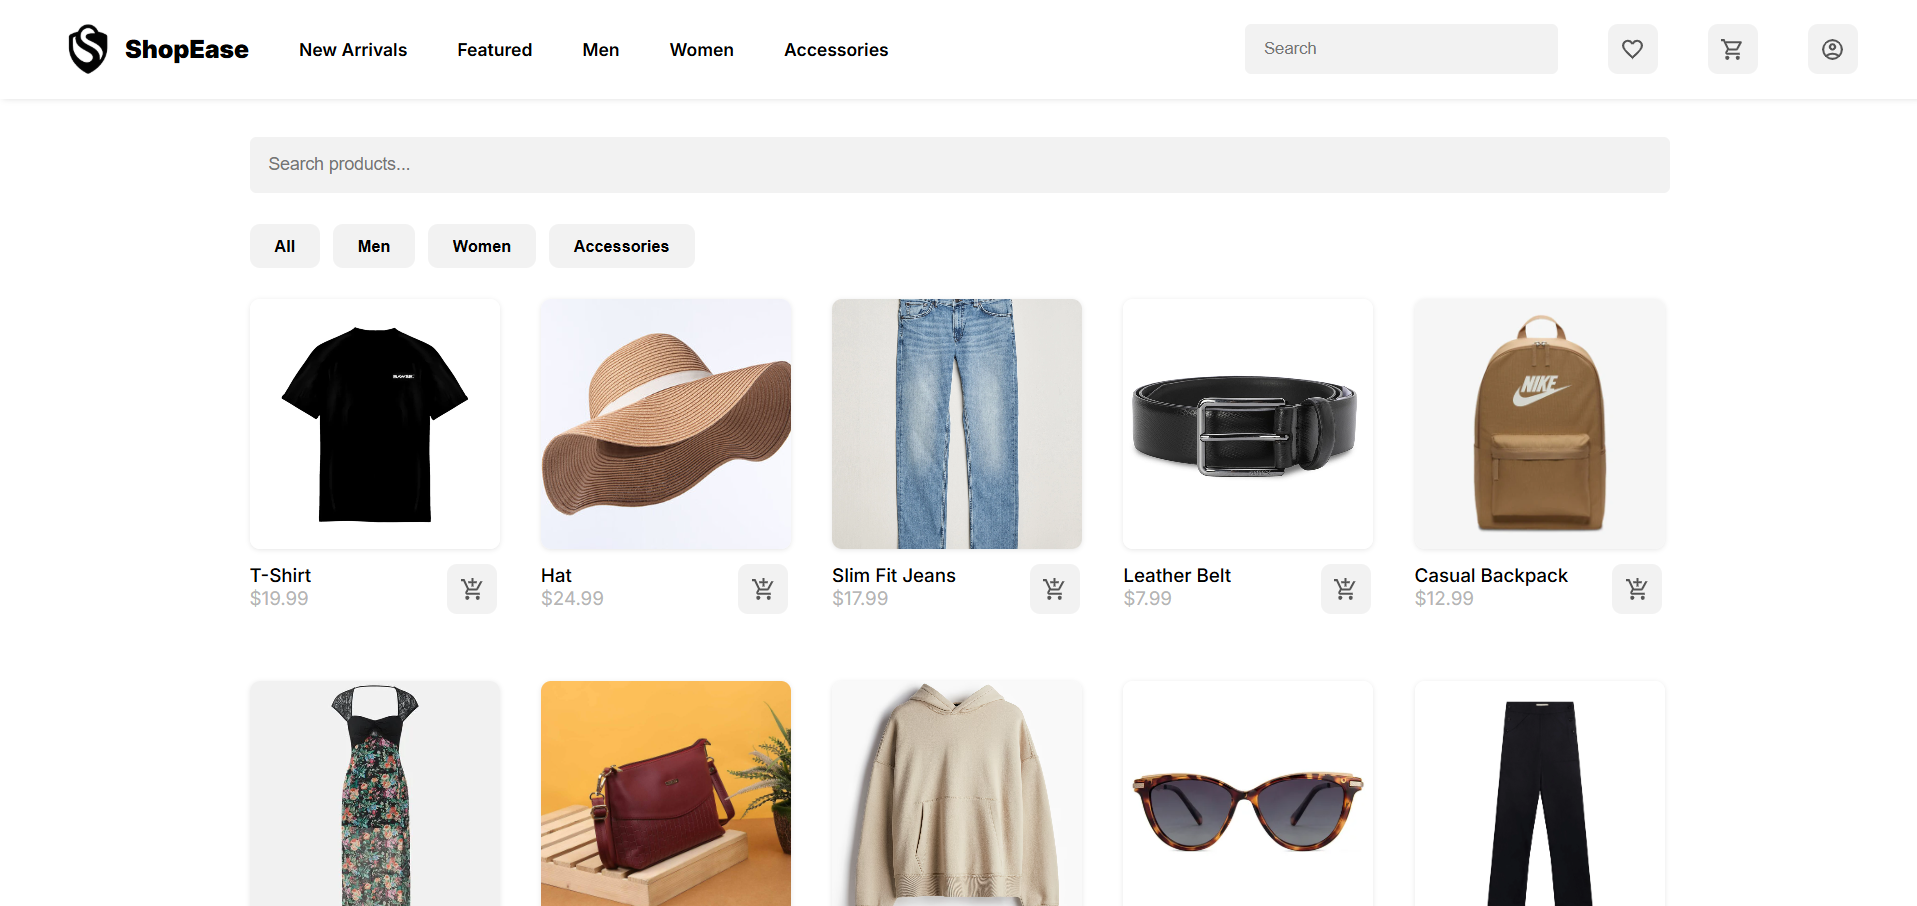 ShopEase
New Arrivals
Featured
Men
Women
Accessories
Search
Search products...
All
Men
Women
Accessories
NIKE
T-Shirt
$19.99
Hat
$24.99
Slim Fit Jeans
$17.99
Leather Belt
$7.99
Casual Backpack
$12.99